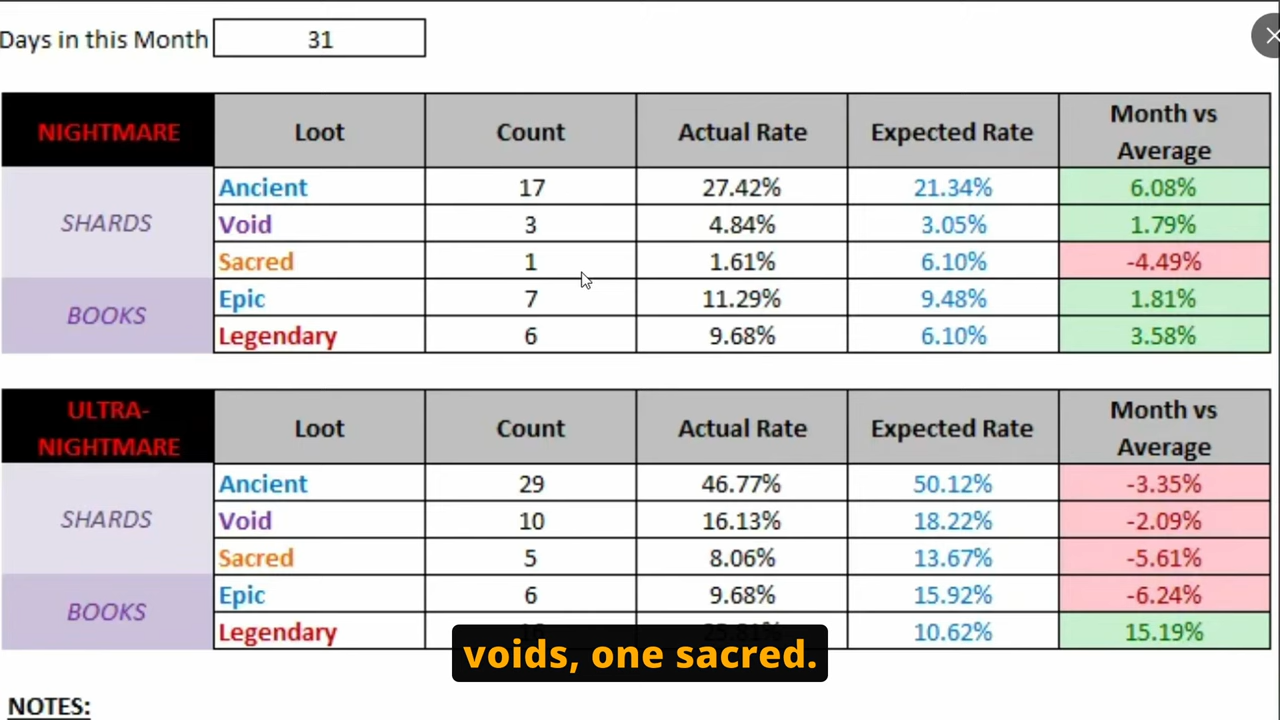 Days in this Month 31
NIGHTMARE Loot Count Actual Rate Expected Rate Month vs Average
SHARDS
Ancient 17 27.42% 21.34% 6.08%
Void 3 4.84% 3.05% 1.79%
Sacred 1 1.61% 6.10% -4.49%
BOOKS
Epic 7 11.29% 9.48% 1.81%
Legendary 6 9.68% 6.10% 3.58%
ULTRA-NIGHTMARE Loot Count Actual Rate Expected Rate Month vs Average
SHARDS
Ancient 29 46.77% 50.12% -3.35%
Void 10 16.13% 18.22% -2.09%
Sacred 5 8.06% 13.67% -5.61%
BOOKS
Epic 6 9.68% 15.92% -6.24%
Legendary 10.62% 15.19%
voids, one sacred.
NOTES: